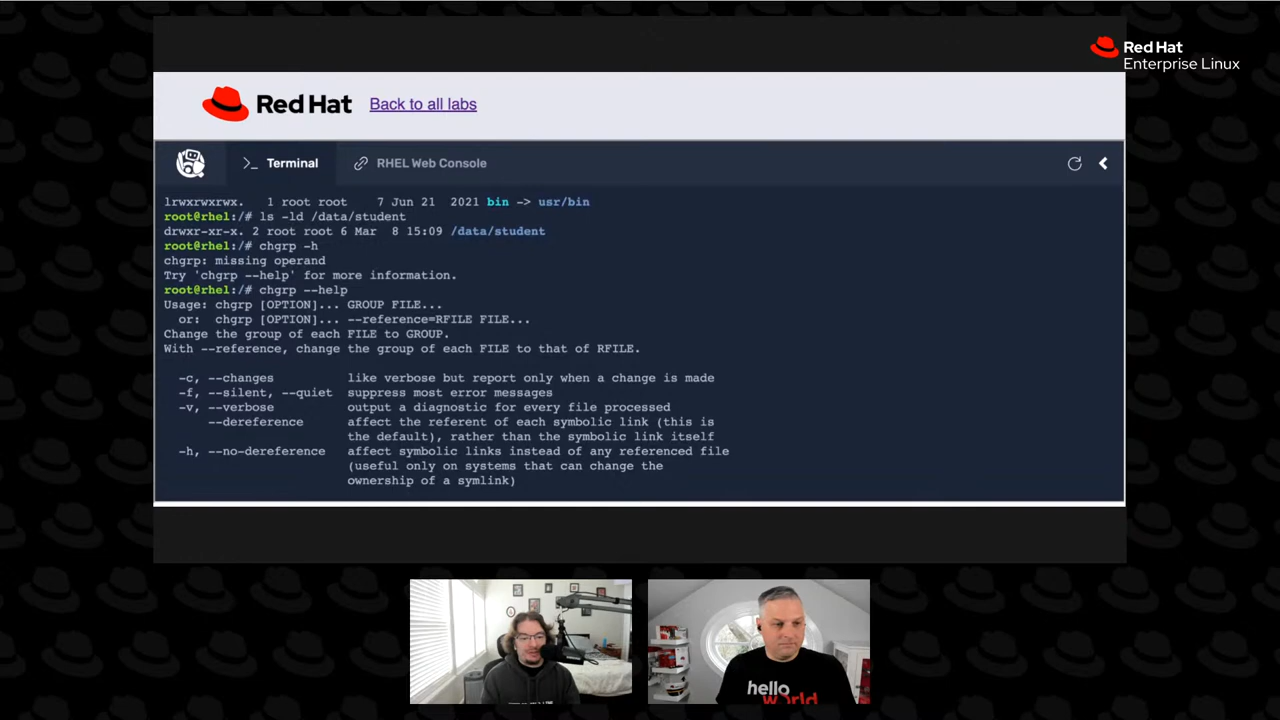 Red Hat
Enterprise Linux
Red Hat Back to all labs
>_ Terminal RHEL Web Console
lrwxrwxrwx. 1 root root 7 Jun 21 2021 bin -> usr/bin
root@rhel:/# ls -ld /data/student
drwxr-xr-x. 2 root root 6 Mar 8 15:09 /data/student
root@rhel:/# chgrp -h
chgrp: missing operand
Try 'chgrp --help' for more information.
root@rhel:/# chgrp --help
Usage: chgrp [OPTION]... GROUP FILE...
or: chgrp [OPTION]... --reference=RFILE FILE...
Change the group of each FILE to GROUP.
With --reference, change the group of each FILE to that of RFILE.
-c, --changes like verbose but report only when a change is made
-f, --silent, --quiet suppress most error messages
-v, --verbose output a diagnostic for every file processed
--dereference affect the referent of each symbolic link (this is
the default), rather than the symbolic link itself
-h, --no-dereference affect symbolic links instead of any referenced file
(useful only on systems that can change the
ownership of a symlink)
hello
world